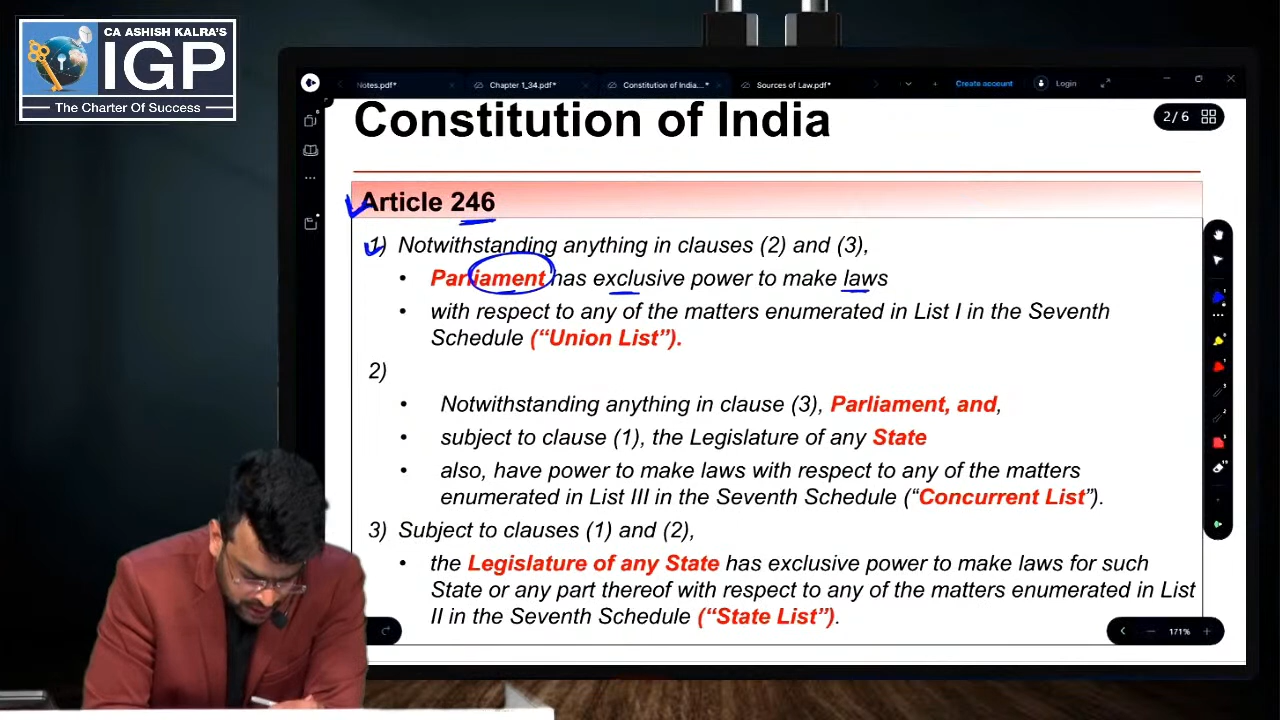 CA ASHISH KALRA'S
IGP
The Charter Of Success
Notes.pdf*
Chapter 1_34.pdf*
Constitution of India...*
Sources of Law.pdf*
Create account
Login
Constitution of India
2 / 6
Article 246
1) Notwithstanding anything in clauses (2) and (3),
• Parliament has exclusive power to make laws
• with respect to any of the matters enumerated in List I in the Seventh
Schedule (“Union List”).
2)
• Notwithstanding anything in clause (3), Parliament, and,
• subject to clause (1), the Legislature of any State
• also, have power to make laws with respect to any of the matters
enumerated in List III in the Seventh Schedule (“Concurrent List”).
3) Subject to clauses (1) and (2),
• the Legislature of any State has exclusive power to make laws for such
State or any part thereof with respect to any of the matters enumerated in List
II in the Seventh Schedule (“State List”).
171%